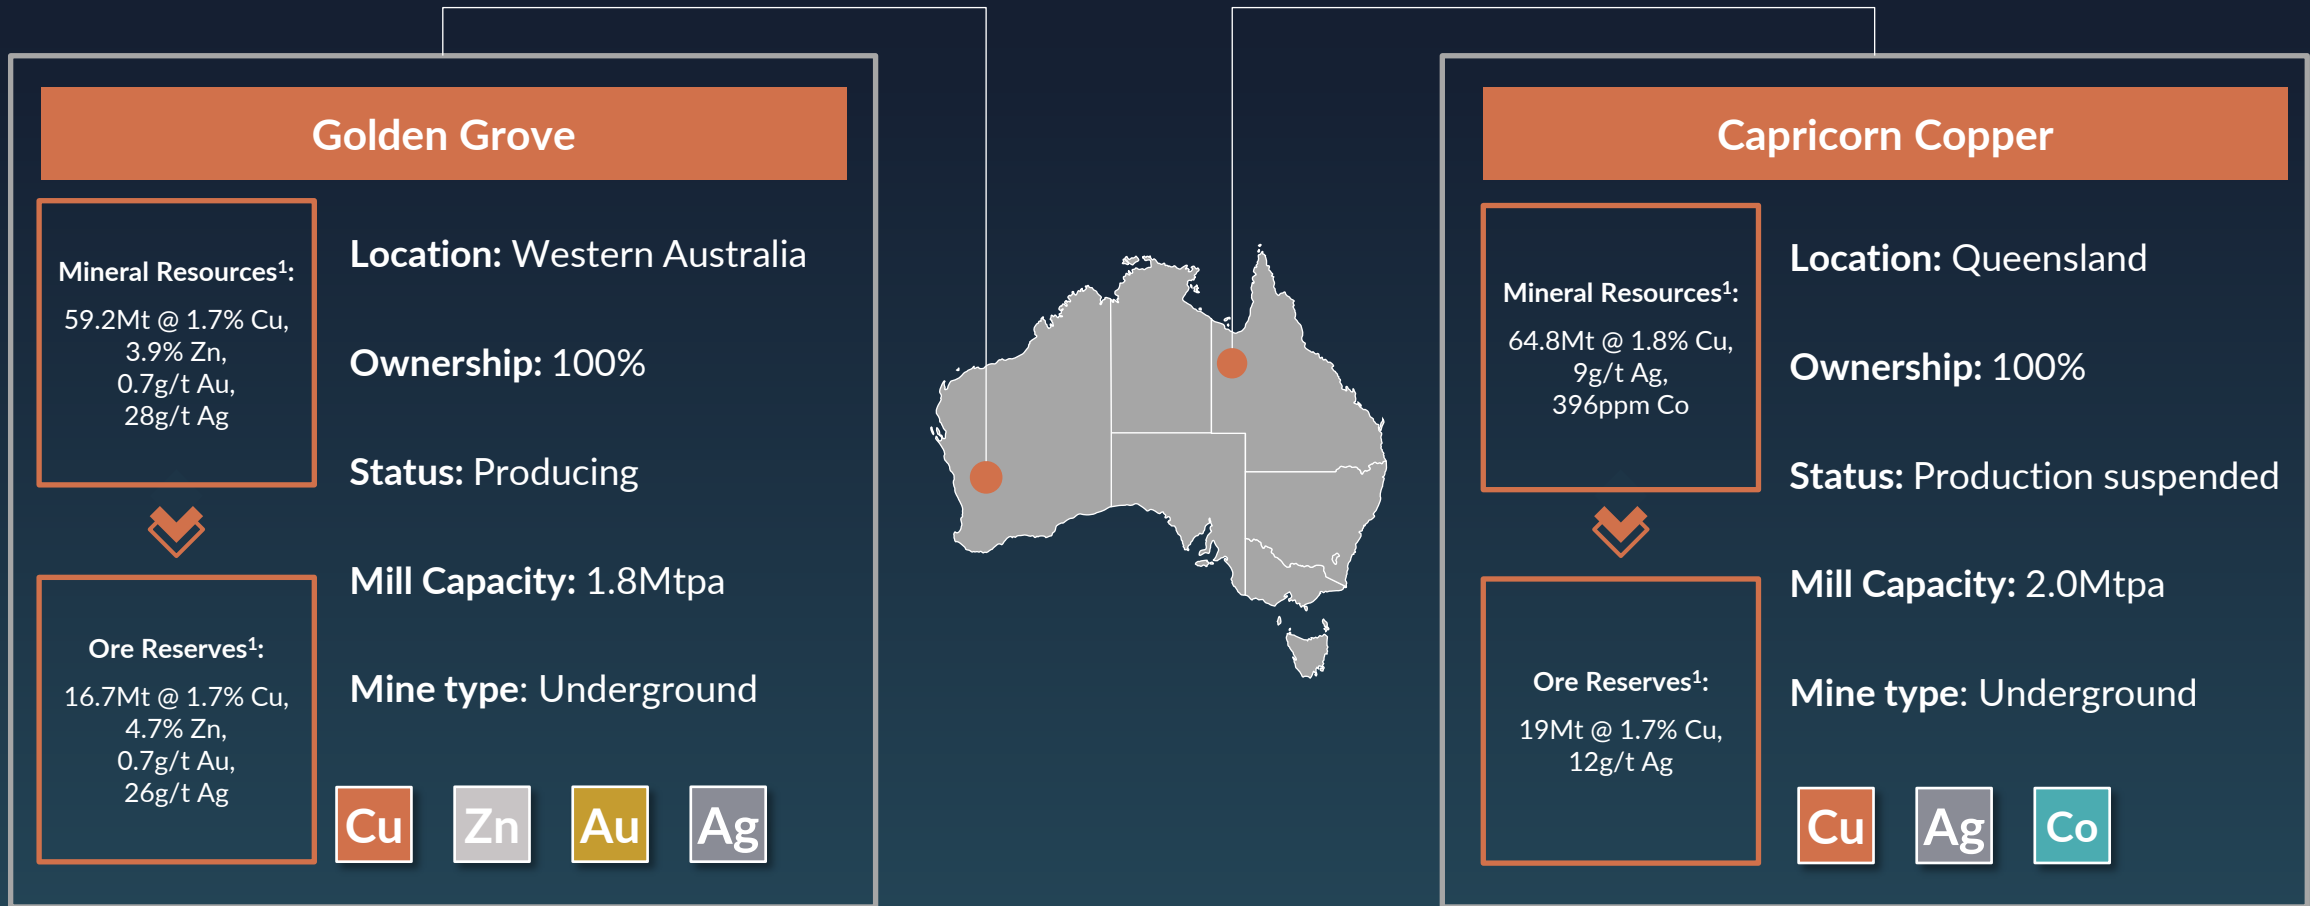 Golden Grove
Mineral Resources¹:
59.2Mt @ 1.7% Cu,
3.9% Zn,
0.7g/t Au,
28g/t Ag
Ore Reserves¹:
16.7Mt @ 1.7% Cu,
4.7% Zn,
0.7g/t Au,
26g/t Ag
Location: Western Australia
Ownership: 100%
Status: Producing
Mill Capacity: 1.8Mtpa
Mine type: Underground
Cu Zn Au Ag
Capricorn Copper
Mineral Resources¹:
64.8Mt @ 1.8% Cu,
9g/t Ag,
396ppm Co
Ore Reserves¹:
19Mt @ 1.7% Cu,
12g/t Ag
Location: Queensland
Ownership: 100%
Status: Production suspended
Mill Capacity: 2.0Mtpa
Mine type: Underground
Cu Ag Co